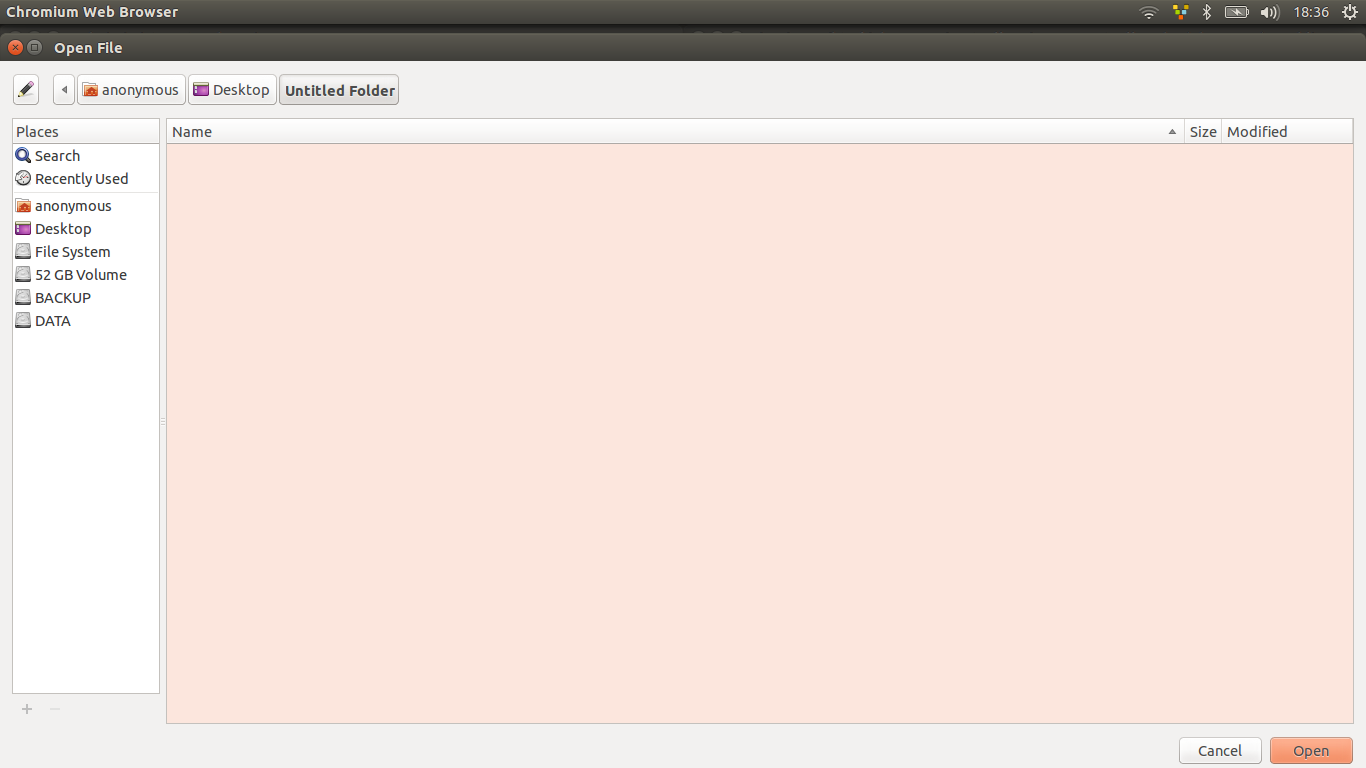 Chromium Web Browser 18:36
Open File
anonymous Desktop Untitled Folder
Places
Search
Recently Used
anonymous
Desktop
File System
52 GB Volume
BACKUP
DATA
Name Size Modified
Cancel Open